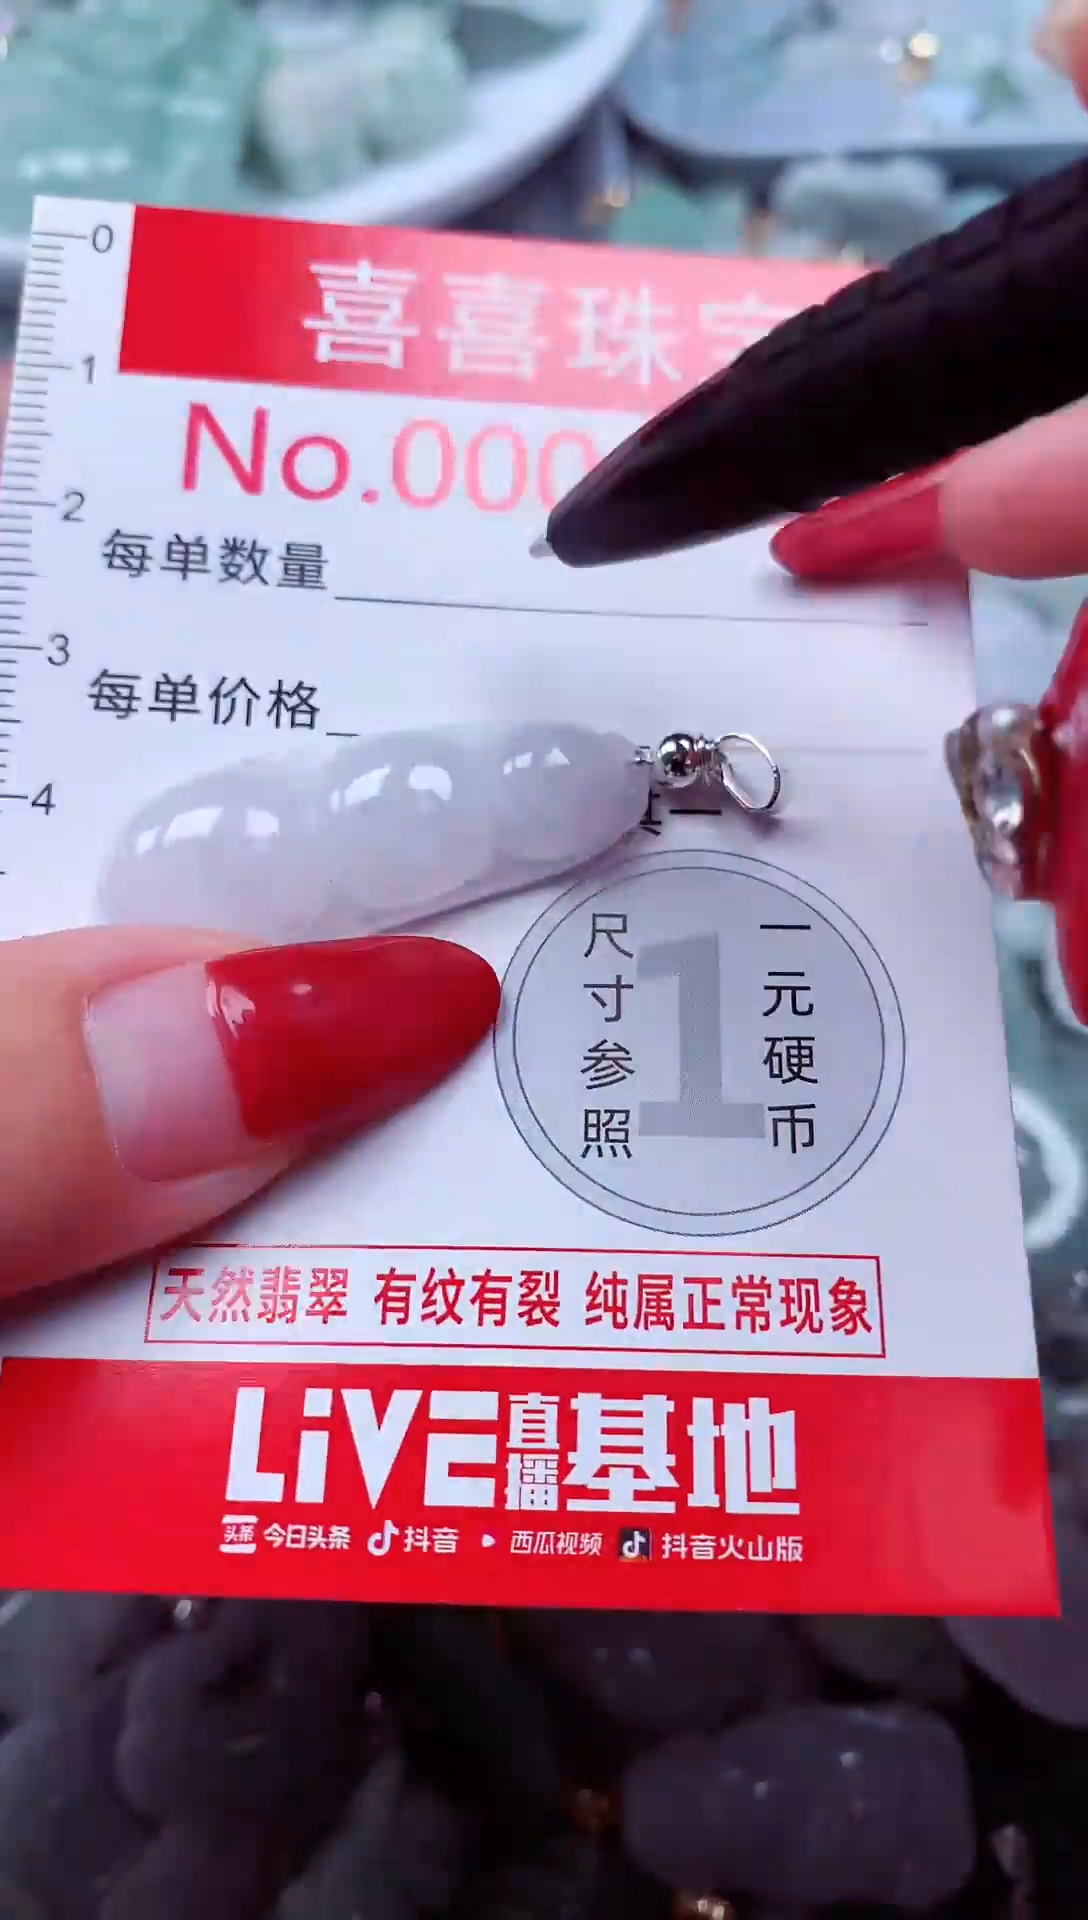 0
喜喜珠
1
No.000
2
每单数量
3
每单价格
4
一
尺寸参照
1
一元硬币
天然翡翠 有纹有裂 纯属正常现象
LiVE直播基地
头条 今日头条 抖音 西瓜视频 抖音火山版